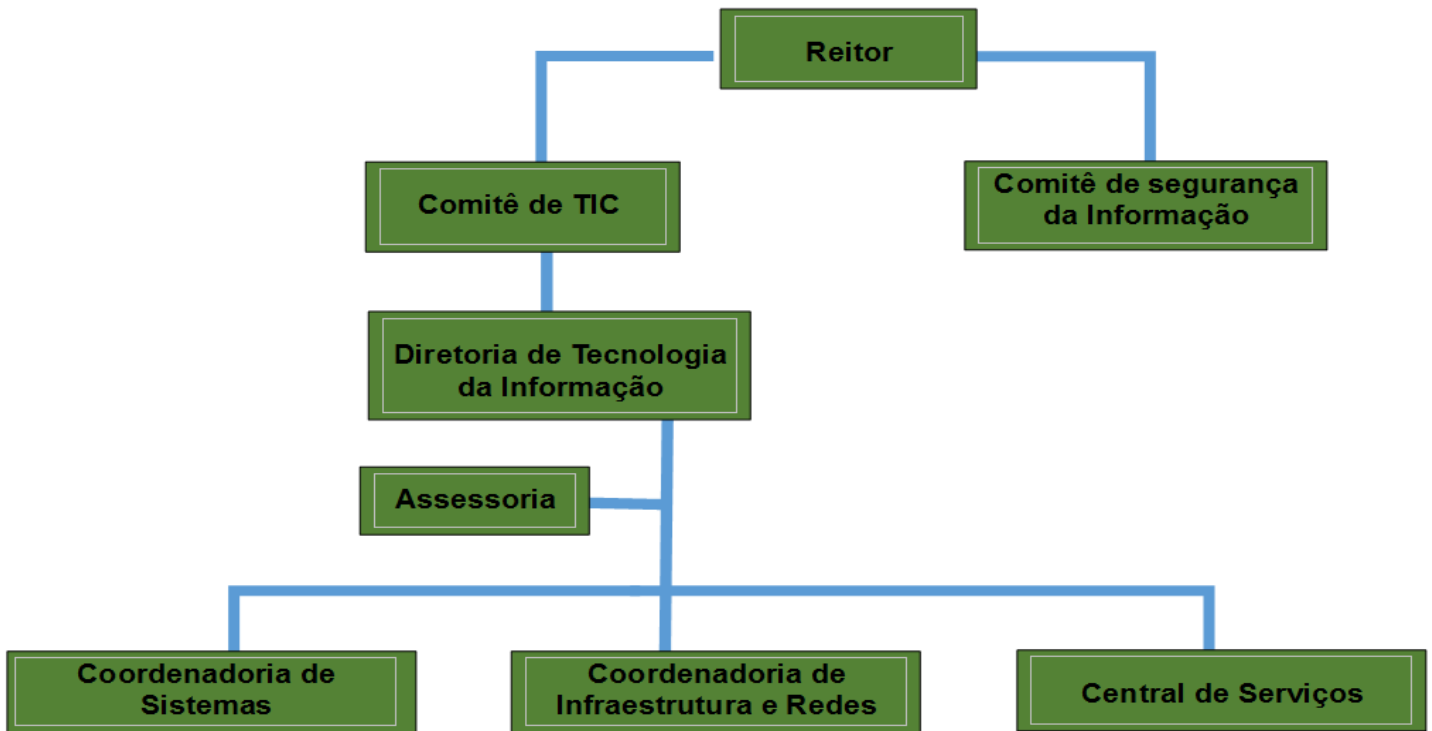 Reitor
Comitê de TIC
Comitê de segurança
da Informação
Diretoria de Tecnologia
da Informação
Assessoria
Coordenadoria de
Sistemas
Coordenadoria de
Infraestrutura e Redes
Central de Serviços